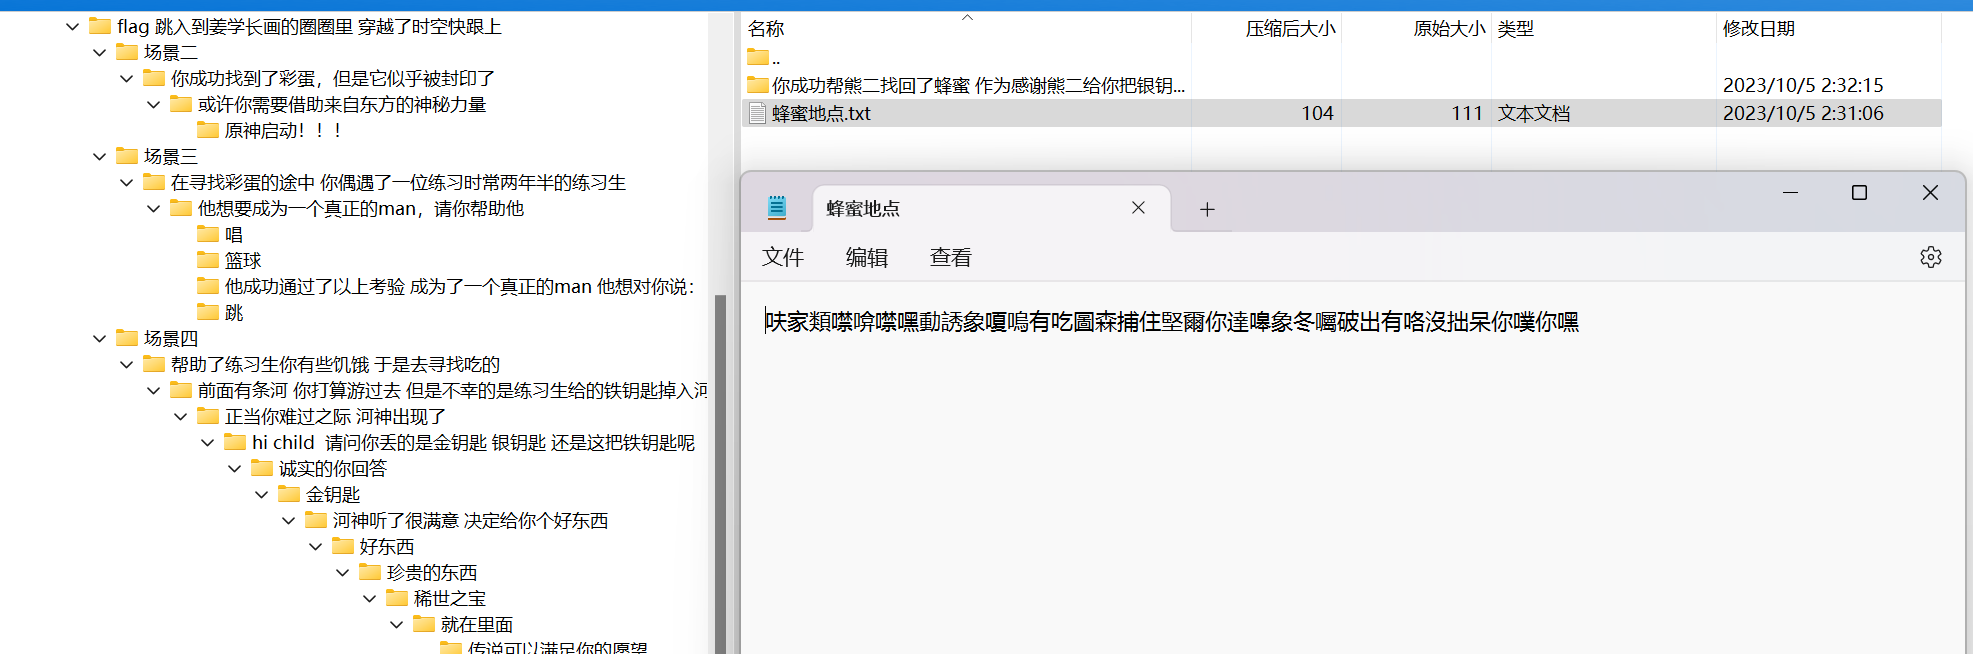 flag 跳入到姜学长画的圈圈里 穿越了时空快跟上
场景二
你成功找到了彩蛋，但是它似乎被封印了
或许你需要借助来自东方的神秘力量
原神启动！！！
场景三
在寻找彩蛋的途中 你偶遇了一位练习时常两年半的练习生
他想要成为一个真正的man，请你帮助他
唱
篮球
他成功通过了以上考验 成为了一个真正的man 他想对你说：
跳
场景四
帮助了练习生你有些饥饿 于是去寻找吃的
前面有条河 你打算游过去 但是不幸的是练习生给的铁钥匙掉入河
正当你难过之际 河神出现了
hi child 请问你丢的是金钥匙 银钥匙 还是这把铁钥匙呢
诚实的你回答
金钥匙
河神听了很满意 决定给你个好东西
好东西
珍贵的东西
稀世之宝
就在里面
传说可以满足你的愿望
名称 压缩后大小 原始大小 类型 修改日期
..
你成功帮熊二找回了蜂蜜 作为感谢熊二给你把银钥... 2023/10/5 2:32:15
蜂蜜地点.txt 104 111 文本文档 2023/10/5 2:31:06
蜂蜜地点
文件 编辑 查看
呋家類噤唷噤嘿動誘象嗄嗚有吃圖森捕住堅爾你達嗥象冬囑破出有咯沒拙呆你噗你嘿